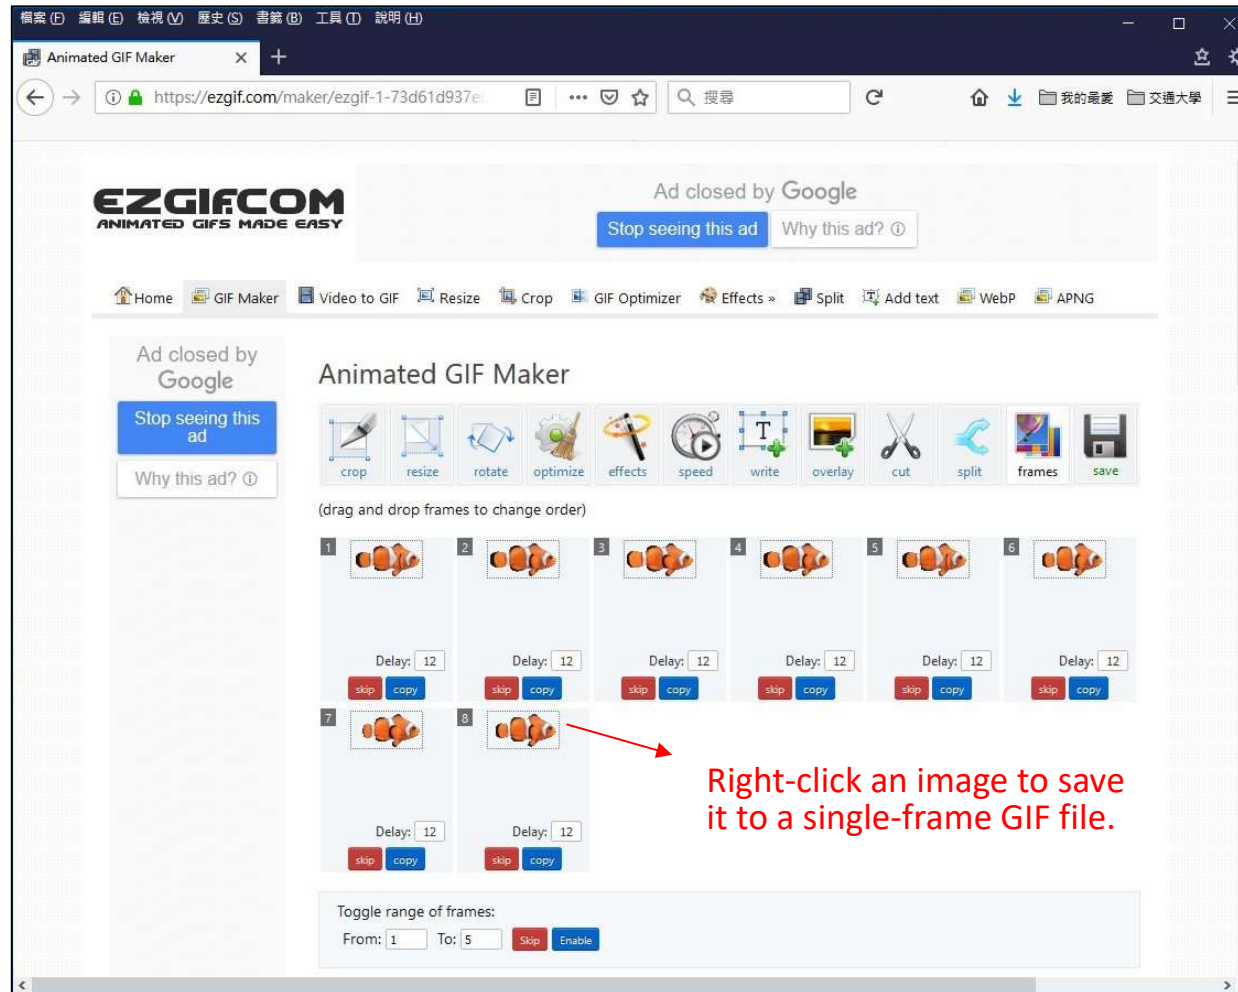 檔案(F) 編輯(E) 檢視(V) 歷史(S) 書籤(B) 工具(T) 說明(H)
Animated GIF Maker
https://ezgif.com/maker/ezgif-1-73d61d937e
搜尋
我的最愛 交通大學
EZGIF.COM
ANIMATED GIFS MADE EASY
Ad closed by Google
Stop seeing this ad Why this ad?
Home GIF Maker Video to GIF Resize Crop GIF Optimizer Effects » Split Add text WebP APNG
Ad closed by
Google
Stop seeing this
ad
Why this ad?
Animated GIF Maker
crop resize rotate optimize effects speed write overlay cut split frames save
(drag and drop frames to change order)
1 2 3 4 5 6
Delay: 12 Delay: 12 Delay: 12 Delay: 12 Delay: 12 Delay: 12
skip copy skip copy skip copy skip copy skip copy skip copy
7 8
Right-click an image to save
it to a single-frame GIF file.
Delay: 12 Delay: 12
skip copy skip copy
Toggle range of frames:
From: 1 To: 5 Skip Enable